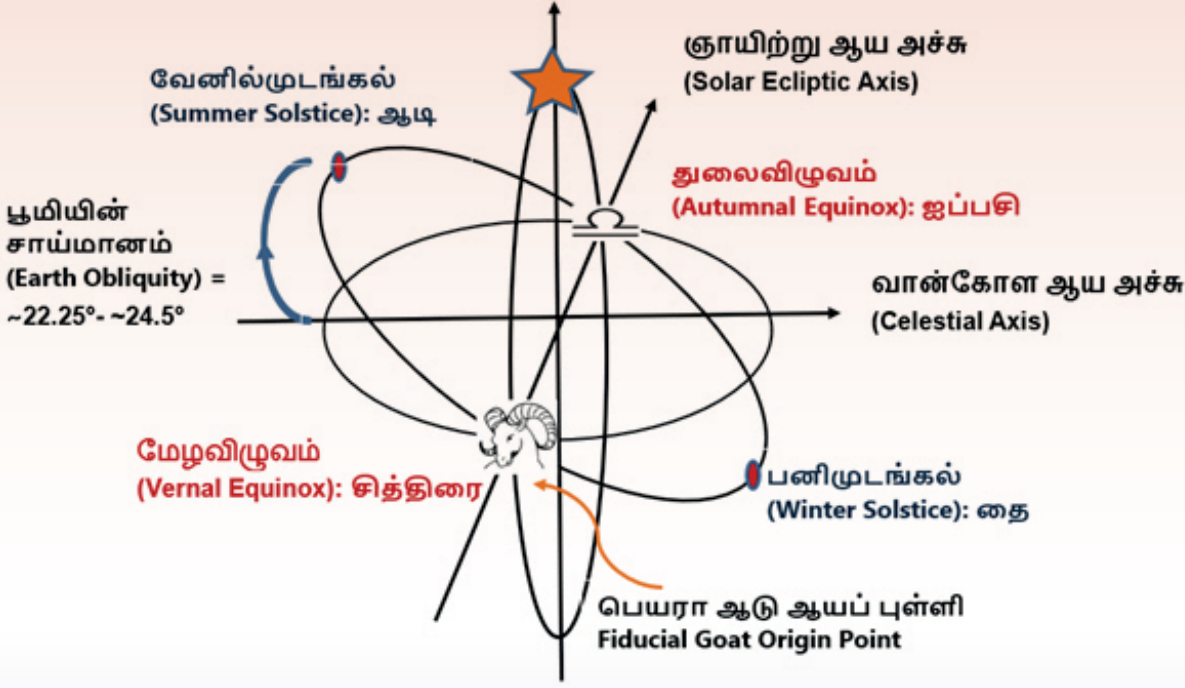 ஞாயிற்று ஆய அச்சு
(Solar Ecliptic Axis)
வேனில்முடங்கல்
(Summer Solstice): ஆடி
துலைவிழுவம்
(Autumnal Equinox): ஐப்பசி
பூமியின்
சாய்மானம்
(Earth Obliquity) =
~22.25°- ~24.5°
வான்கோள ஆய அச்சு
(Celestial Axis)
மேழவிழுவம்
(Vernal Equinox): சித்திரை
பனிமுடங்கல்
(Winter Solstice): தை
பெயரா ஆடு ஆயப் புள்ளி
Fiducial Goat Origin Point